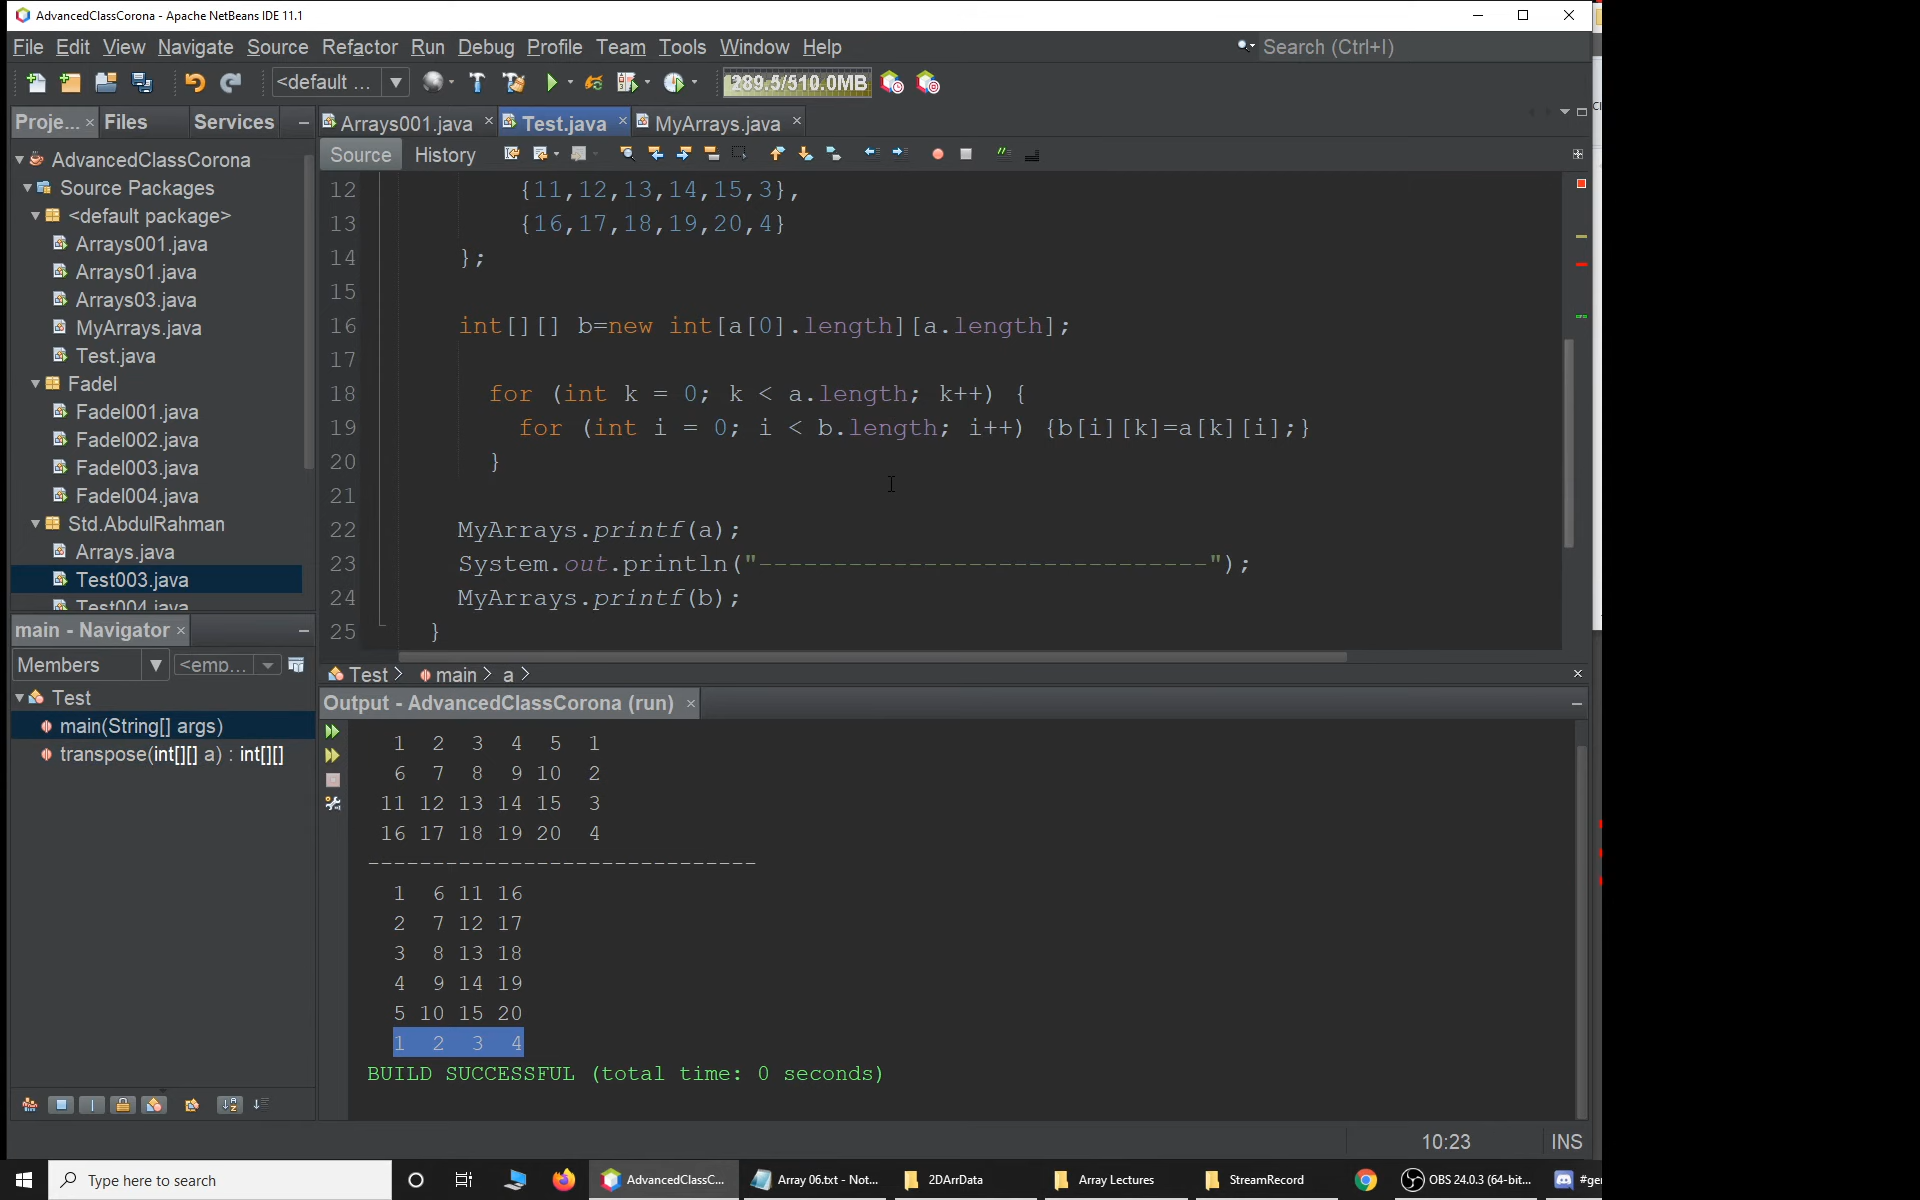 AdvancedClassCorona - Apache NetBeans IDE 11.1
File Edit View Navigate Source Refactor Run Debug Profile Team Tools Window Help
Search (Ctrl+I)
<default ...
289.5/510.0MB
Proje... Files Services
Arrays001.java Test.java MyArrays.java
Source History
AdvancedClassCorona
Source Packages
<default package>
Arrays001.java
Arrays01.java
Arrays03.java
MyArrays.java
Test.java
Fadel
Fadel001.java
Fadel002.java
Fadel003.java
Fadel004.java
Std.AbdulRahman
Arrays.java
Test003.java
Test004.java
12 {11,12,13,14,15,3},
13 {16,17,18,19,20,4}
14 };
15
16 int[][] b=new int[a[0].length][a.length];
17
18 for (int k = 0; k < a.length; k++) {
19 for (int i = 0; i < b.length; i++) {b[i][k]=a[k][i];}
20 }
21
22 MyArrays.printf(a);
23 System.out.println("------------------------------");
24 MyArrays.printf(b);
25 }
Test main a
main - Navigator
Members <emp...
Test
main(String[] args)
transpose(int[][] a) : int[][]
Output - AdvancedClassCorona (run)
1 2 3 4 5 1
6 7 8 9 10 2
11 12 13 14 15 3
16 17 18 19 20 4
------------------------------
1 6 11 16
2 7 12 17
3 8 13 18
4 9 14 19
5 10 15 20
1 2 3 4
BUILD SUCCESSFUL (total time: 0 seconds)
10:23 INS
Type here to search
AdvancedClassC...
Array 06.txt - Not...
2DArrData
Array Lectures
StreamRecord
OBS 24.0.3 (64-bit...
#ge